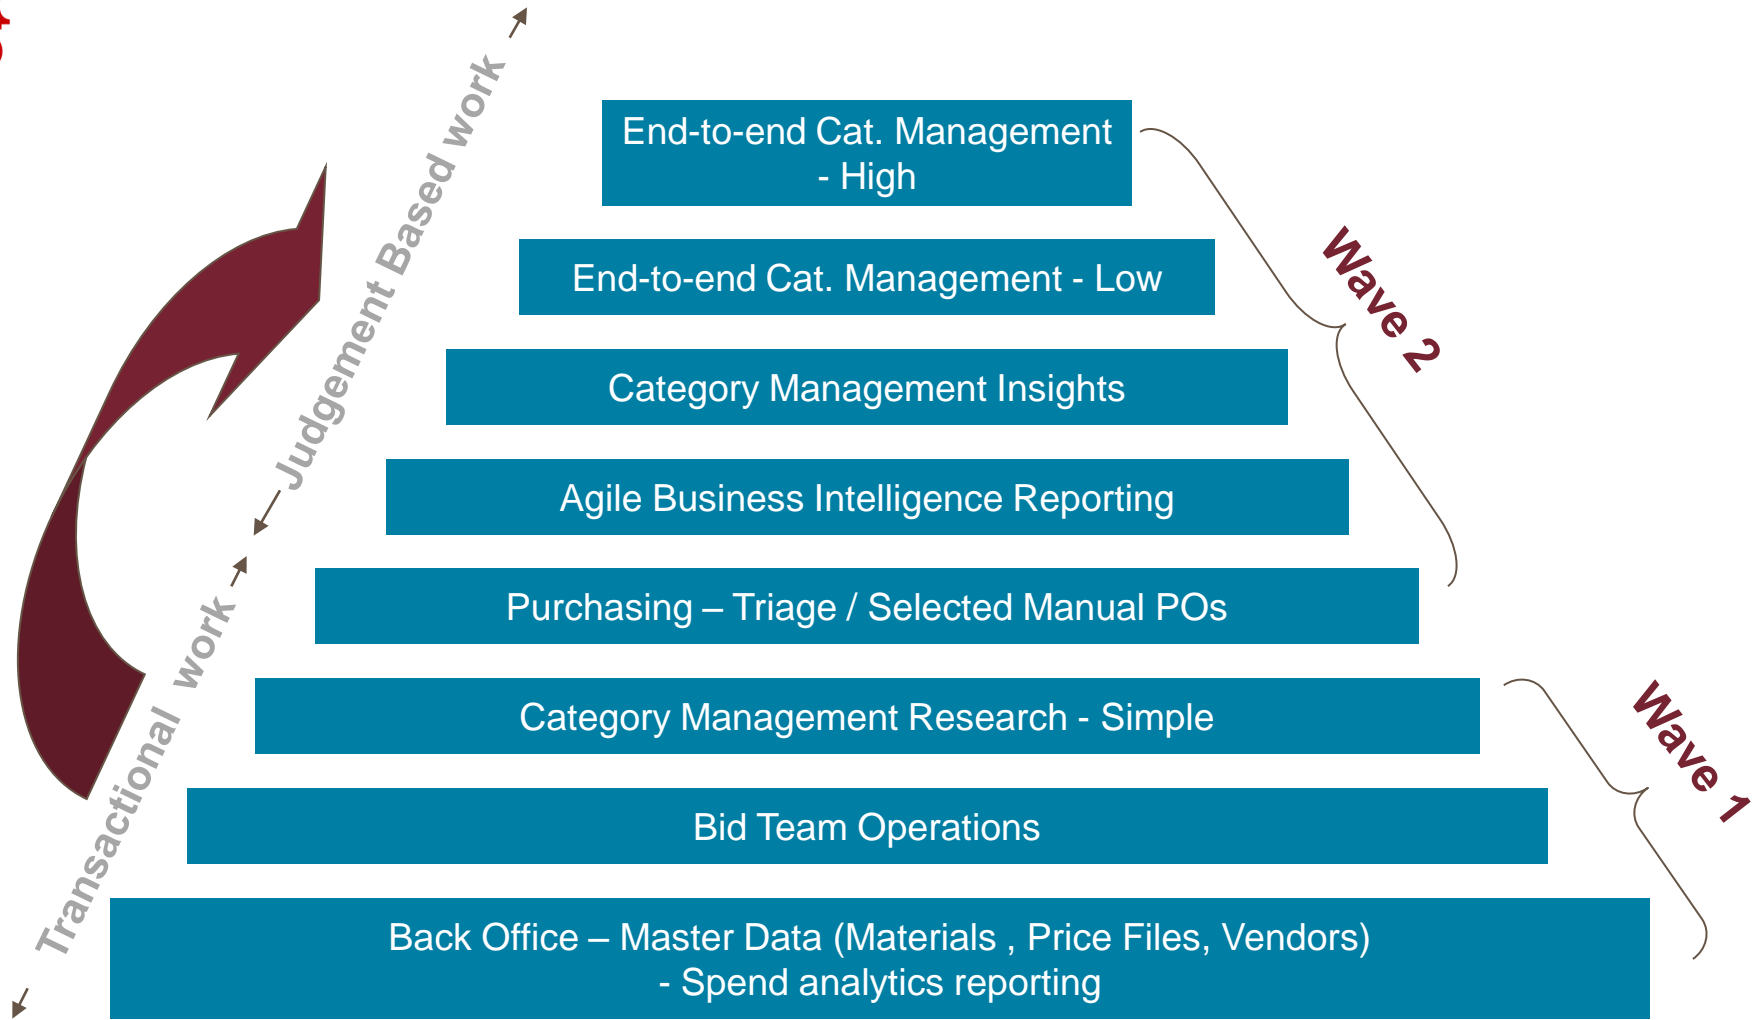 Judgement Based work
Transactional work
End-to-end Cat. Management
- High
End-to-end Cat. Management - Low
Category Management Insights
Agile Business Intelligence Reporting
Purchasing – Triage / Selected Manual POs
Category Management Research - Simple
Bid Team Operations
Back Office – Master Data (Materials , Price Files, Vendors)
- Spend analytics reporting
Wave 2
Wave 1